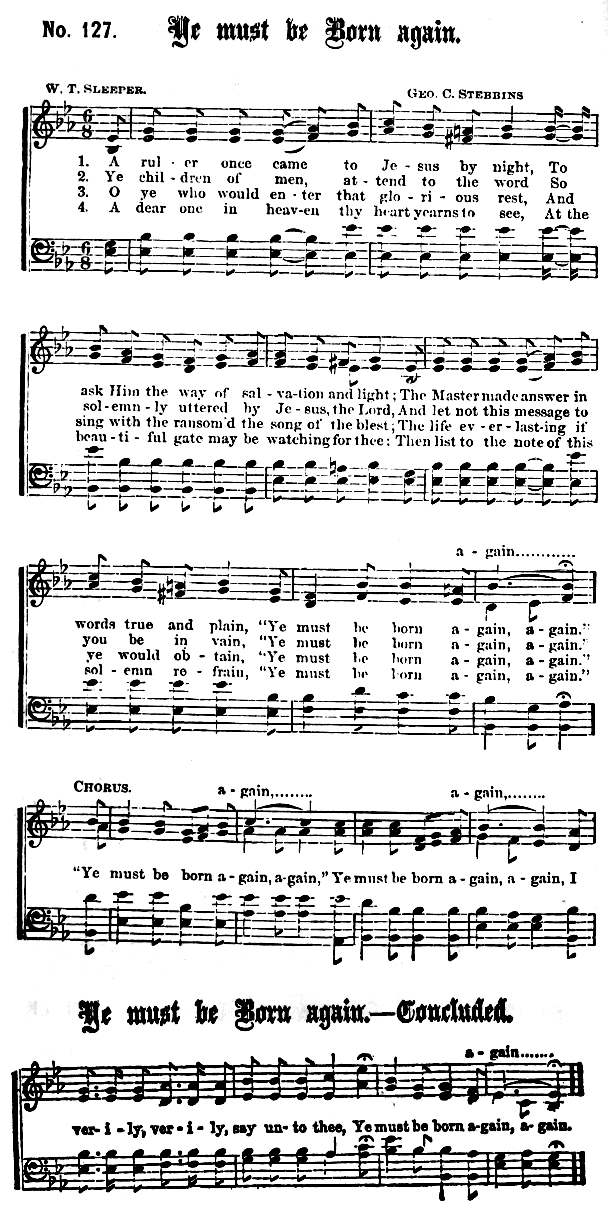 No. 127. Ye must be Born again.
W. T. SLEEPER. GEO. C. STEBBINS
1. A rul - er once came to Je - sus by night, To
2. Ye chil - dren of men, at - tend to the word So
3. O ye who would en - ter that glo - ri - ous rest, And
4. A dear one in heav-en thy heart yearns to see, At the
ask Him the way of sal - va-tion and light; The Master made answer in
sol-emn - ly uttered by Je-sus, the Lord, And let not this message to
sing with the ransom'd the song of the blest; The life ev - er - last-ing if
beau - ti - ful gate may be watching for thee: Then list to the note of this
a - gain............
words true and plain, "Ye must be born a-gain, a-gain."
you be in vain, "Ye must be born a-gain, a-gain."
ye would ob - tain, "Ye must be born a-gain, a-gain."
sol - emn re - frain, "Ye must be born a-gain, a-gain."
CHORUS. a - gain,........ a - gain,........
"Ye must be born a-gain, a-gain," Ye must be born a - gain, a - gain, I
Ye must be Born again.—Concluded.
a - gain.......
ver- i - ly, ver - i - ly, say un- to thee, Ye must be born a-gain, a- gain.